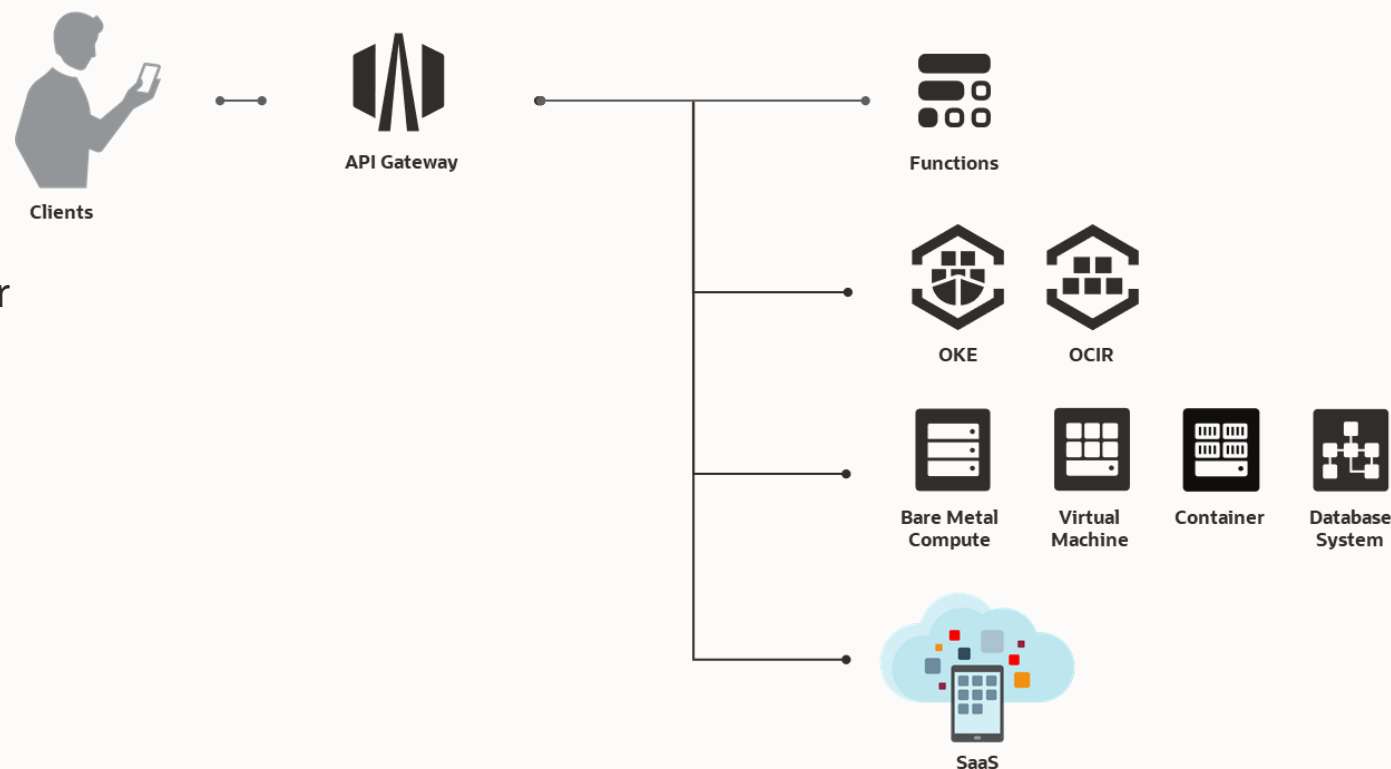 Clients
API Gateway
Functions
r
OKE
OCIR
Bare Metal
Compute
Virtual
Machine
Container
Database
System
SaaS